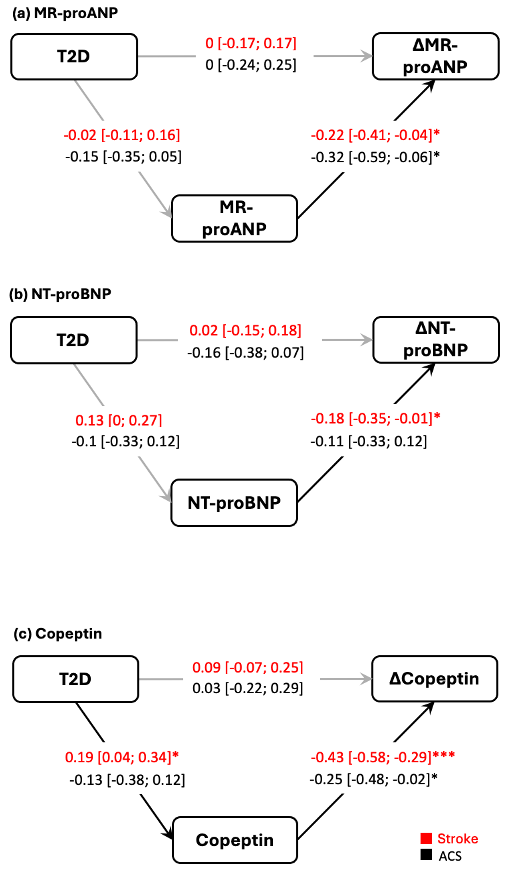 (a) MR-proANP
T2D
0 [-0.17; 0.17]
0 [-0.24; 0.25]
ΔMR-
proANP
-0.02 [-0.11; 0.16]
-0.15 [-0.35; 0.05]
-0.22 [-0.41; -0.04]*
-0.32 [-0.59; -0.06]*
MR-
proANP
(b) NT-proBNP
T2D
0.02 [-0.15; 0.18]
-0.16 [-0.38; 0.07]
ΔNT-
proBNP
0.13 [0; 0.27]
-0.1 [-0.33; 0.12]
-0.18 [-0.35; -0.01]*
-0.11 [-0.33; 0.12]
NT-proBNP
(c) Copeptin
T2D
0.09 [-0.07; 0.25]
0.03 [-0.22; 0.29]
ΔCopeptin
0.19 [0.04; 0.34]*
-0.13 [-0.38; 0.12]
-0.43 [-0.58; -0.29]***
-0.25 [-0.48; -0.02]*
Copeptin
Stroke
ACS